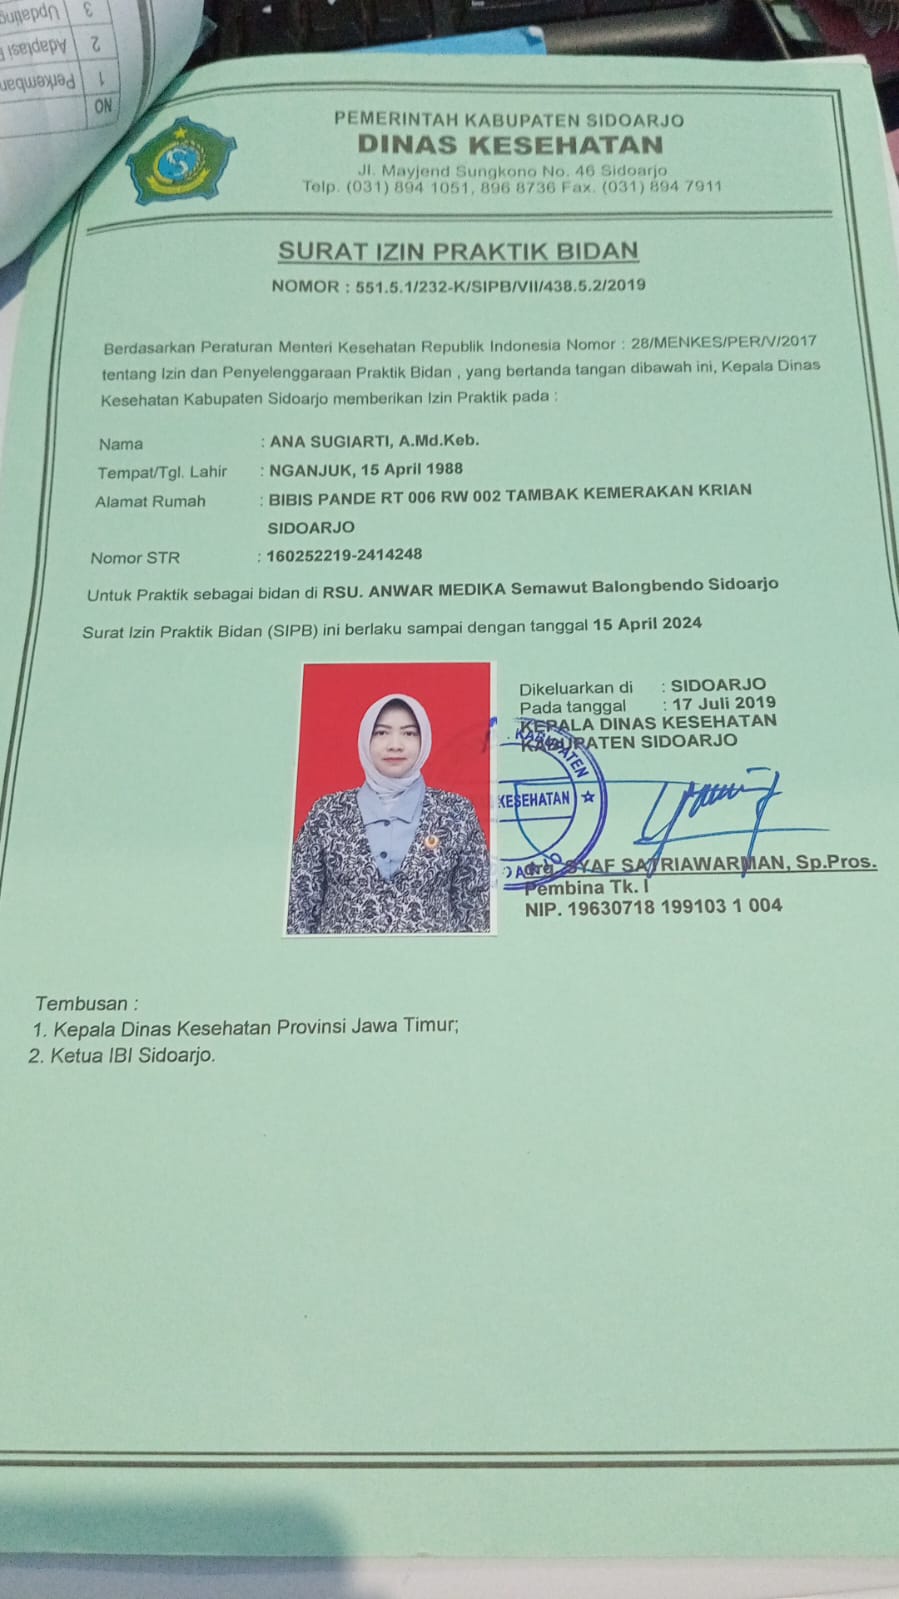 3 Updating
2 Adaptasi
1
NO
PEMERINTAH KABUPATEN SIDOARJO
DINAS KESEHATAN
Jl. Mayjend Sungkono No. 46 Sidoarjo
Telp. (031) 894 1051, 896 8736 Fax. (031) 894 7911
SURAT IZIN PRAKTIK BIDAN
NOMOR : 551.5.1/232-K/SIPB/VII/438.5.2/2019
Berdasarkan Peraturan Menteri Kesehatan Republik Indonesia Nomor : 28/MENKES/PER/V/2017
tentang Izin dan Penyelenggaraan Praktik Bidan , yang bertanda tangan dibawah ini, Kepala Dinas
Kesehatan Kabupaten Sidoarjo memberikan Izin Praktik pada :
Nama : ANA SUGIARTI, A.Md.Keb.
Tempat/Tgl. Lahir : NGANJUK, 15 April 1988
Alamat Rumah : BIBIS PANDE RT 006 RW 002 TAMBAK KEMERAKAN KRIAN
SIDOARJO
Nomor STR : 160252219-2414248
Untuk Praktik sebagai bidan di RSU. ANWAR MEDIKA Semawut Balongbendo Sidoarjo
Surat Izin Praktik Bidan (SIPB) ini berlaku sampai dengan tanggal 15 April 2024
Dikeluarkan di : SIDOARJO
Pada tanggal : 17 Juli 2019
KEPALA DINAS KESEHATAN
KABUPATEN SIDOARJO
KABUPATEN
KESEHATAN
drg. SYAF SATRIAWARMAN, Sp.Pros.
Pembina Tk. I
NIP. 19630718 199103 1 004
Tembusan :
1. Kepala Dinas Kesehatan Provinsi Jawa Timur;
2. Ketua IBI Sidoarjo.